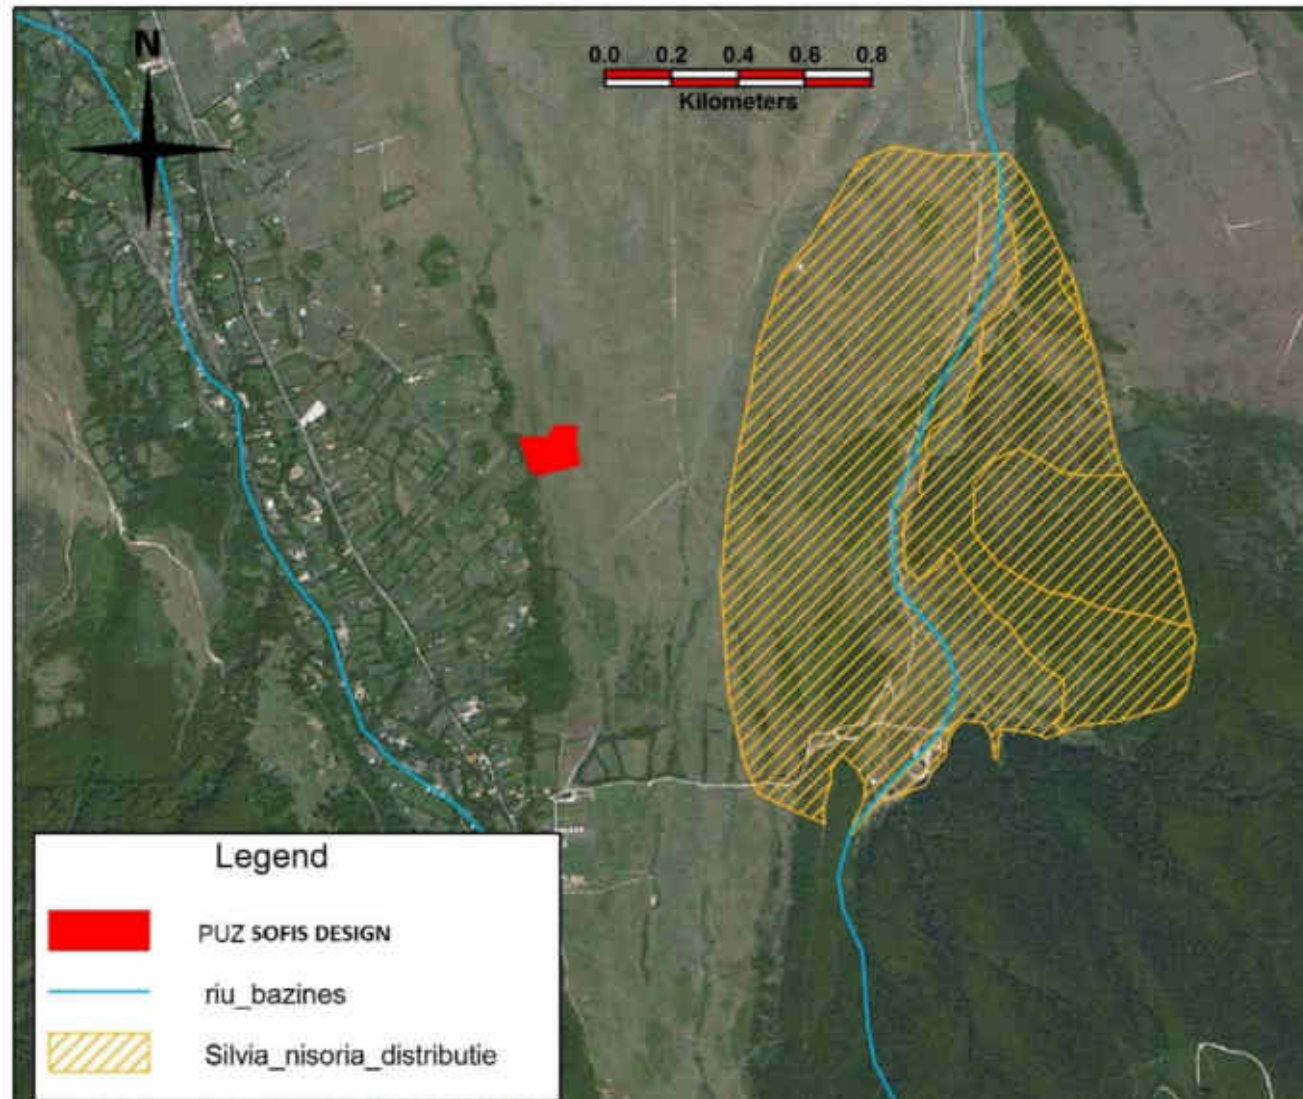 N
0.0 0.2 0.4 0.6 0.8
Kilometers
Legend
PUZ SOFIS DESIGN
riu_bazines
Silvia_nisoria_distributie